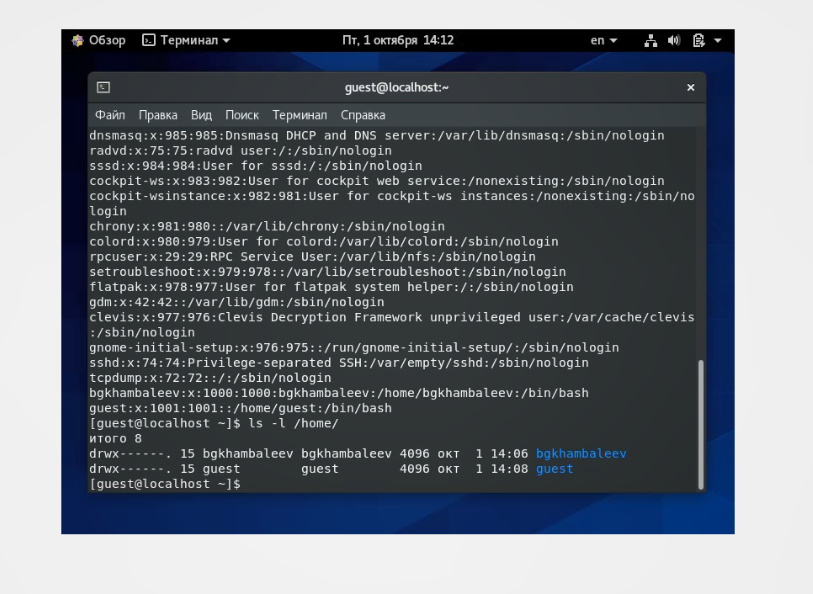 Обзор Терминал Пт, 1 октября 14:12 en
guest@localhost:~ ×
Файл Правка Вид Поиск Терминал Справка
dnsmasq:x:985:985:Dnsmasq DHCP and DNS server:/var/lib/dnsmasq:/sbin/nologin
radvd:x:75:75:radvd user:/:/sbin/nologin
sssd:x:984:984:User for sssd:/:/sbin/nologin
cockpit-ws:x:983:982:User for cockpit web service:/nonexisting:/sbin/nologin
cockpit-wsinstance:x:982:981:User for cockpit-ws instances:/nonexisting:/sbin/no
login
chrony:x:981:980::/var/lib/chrony:/sbin/nologin
colord:x:980:979:User for colord:/var/lib/colord:/sbin/nologin
rpcuser:x:29:29:RPC Service User:/var/lib/nfs:/sbin/nologin
setroubleshoot:x:979:978::/var/lib/setroubleshoot:/sbin/nologin
flatpak:x:978:977:User for flatpak system helper:/:/sbin/nologin
gdm:x:42:42::/var/lib/gdm:/sbin/nologin
clevis:x:977:976:Clevis Decryption Framework unprivileged user:/var/cache/clevis
:/sbin/nologin
gnome-initial-setup:x:976:975::/run/gnome-initial-setup/:/sbin/nologin
sshd:x:74:74:Privilege-separated SSH:/var/empty/sshd:/sbin/nologin
tcpdump:x:72:72::/:/sbin/nologin
bgkhambaleev:x:1000:1000:bgkhambaleev:/home/bgkhambaleev:/bin/bash
guest:x:1001:1001::/home/guest:/bin/bash
[guest@localhost ~]$ ls -l /home/
итого 8
drwx------. 15 bgkhambaleev bgkhambaleev 4096 окт  1 14:06 bgkhambaleev
drwx------. 15 guest        guest        4096 окт  1 14:08 guest
[guest@localhost ~]$